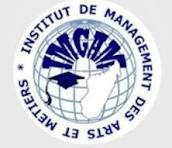 INSTITUT DE MANAGEMENT DES ARTS ET METIERS *
IMGAM